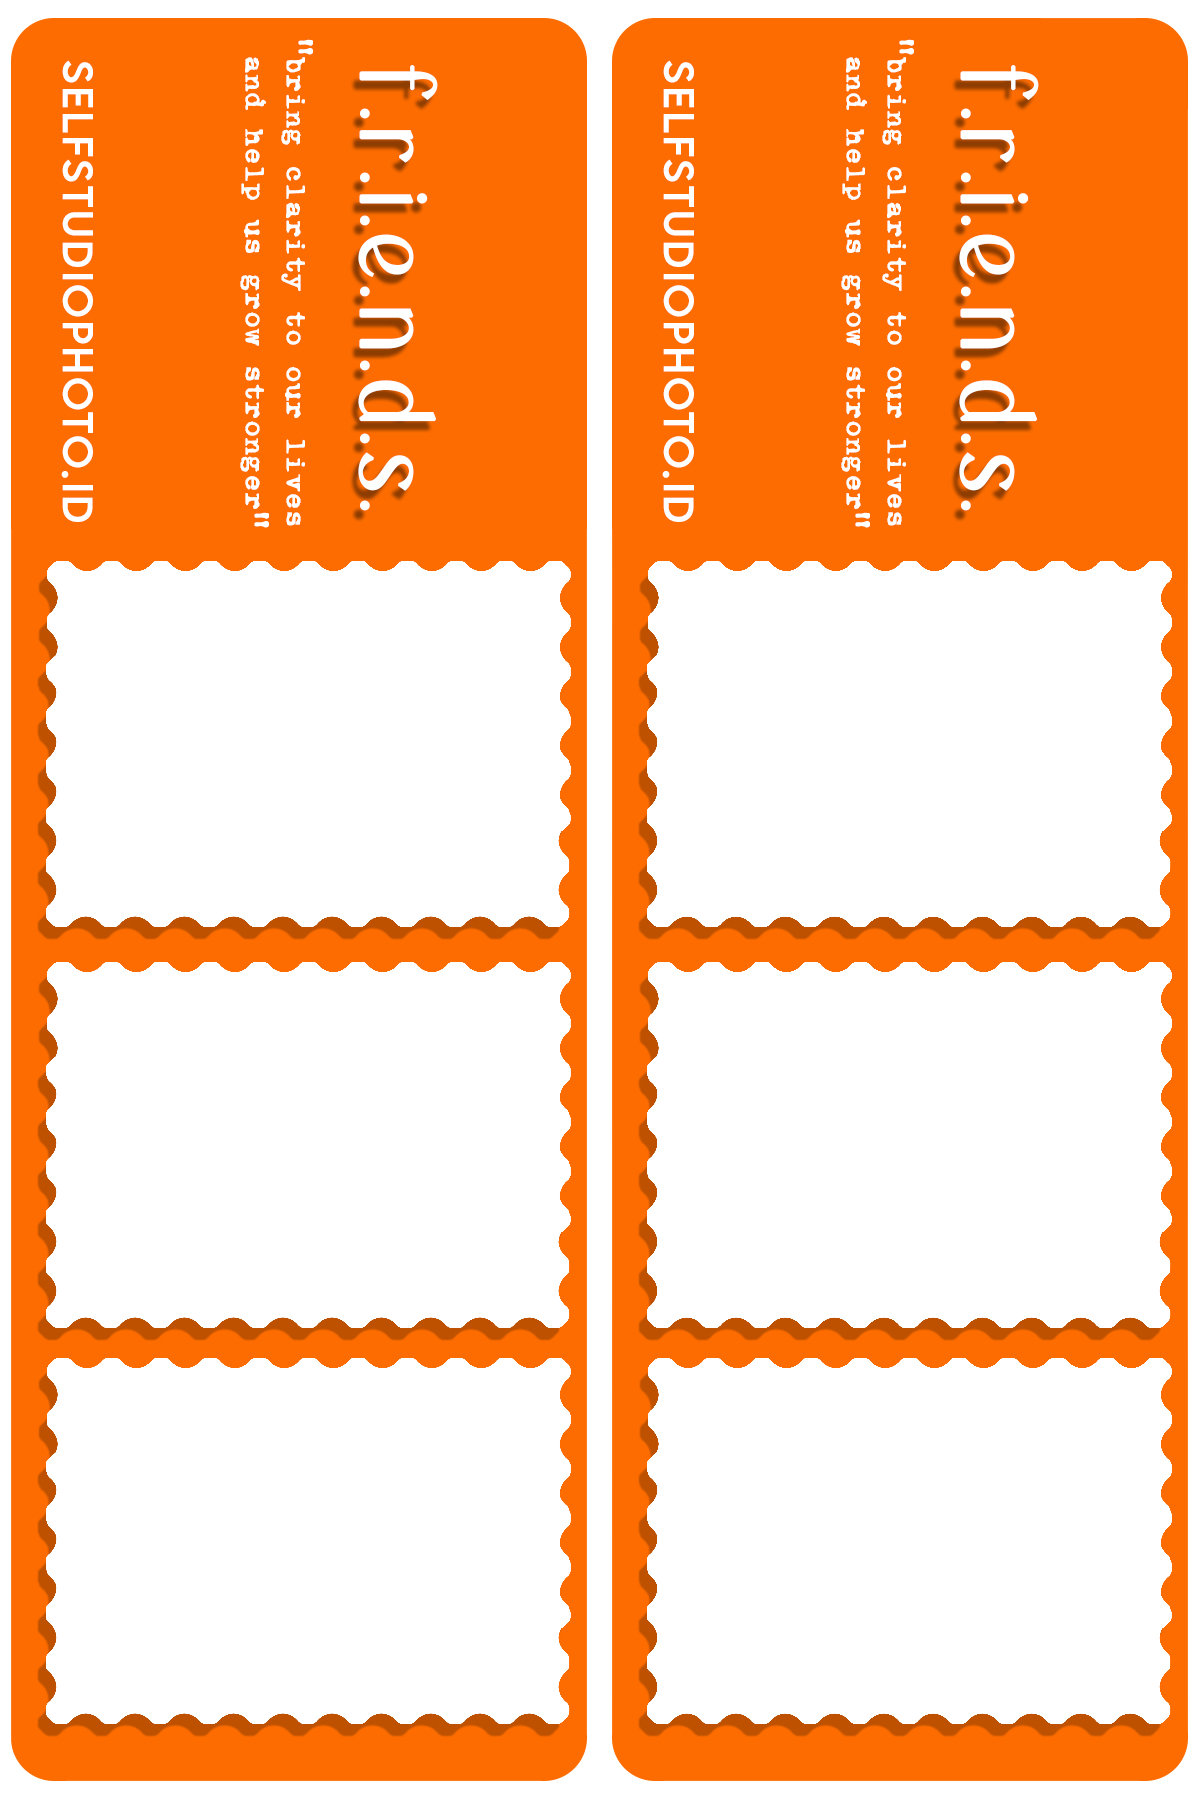 f.r.i.e.n.d.s.
"bring clarity to our lives
and help us grow stronger"
SELFSTUDIOPHOTO.ID
f.r.i.e.n.d.s.
"bring clarity to our lives
and help us grow stronger"
SELFSTUDIOPHOTO.ID